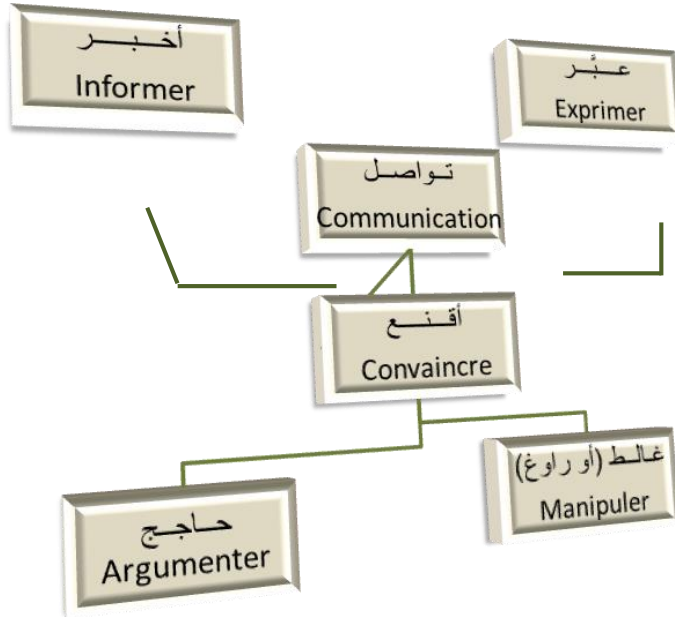 أخبر
Informer
عبَّر
Exprimer
تواصل
Communication
أقنع
Convaincre
غالط (أو راوغ)
Manipuler
حاجج
Argumenter